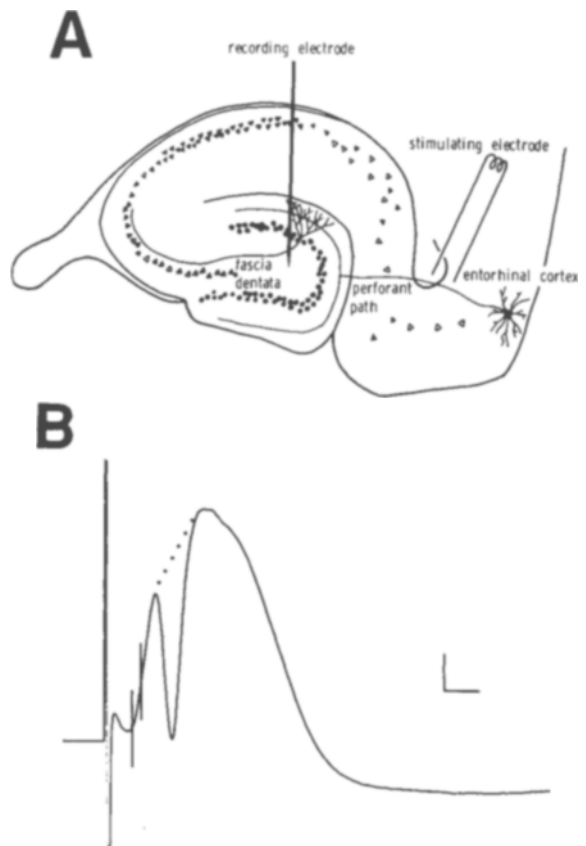 A
recording electrode
stimulating electrode
fascia
dentata
perforant
path
entorhinal cortex
B